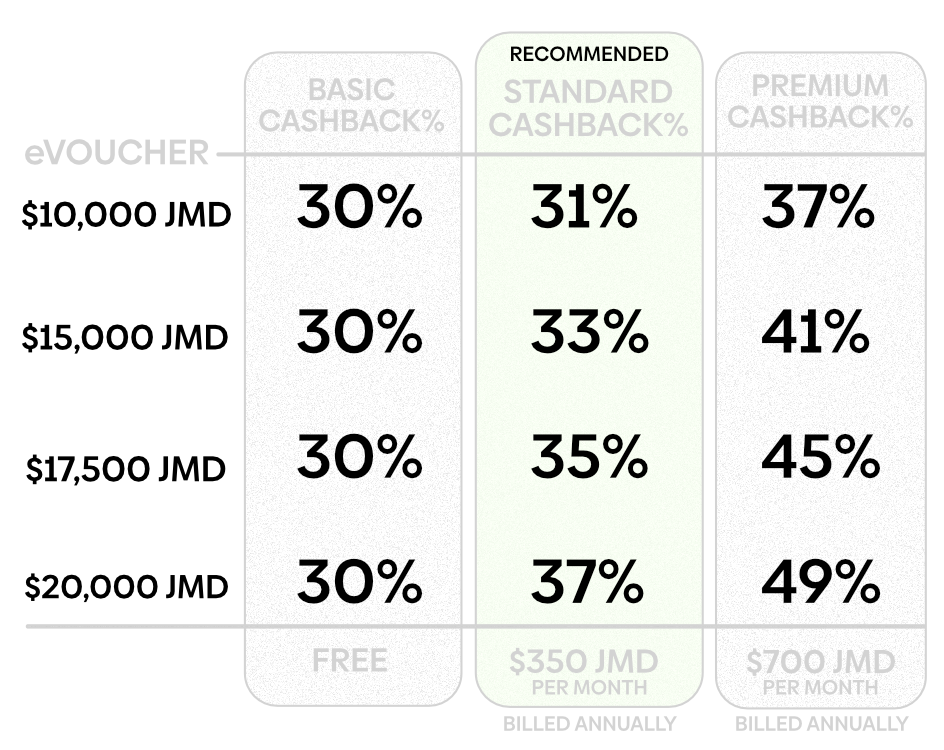 RECOMMENDED
BASIC
CASHBACK%
STANDARD
CASHBACK%
PREMIUM
CASHBACK%
eVOUCHER
$10,000 JMD 30% 31% 37%
$15,000 JMD 30% 33% 41%
$17,500 JMD 30% 35% 45%
$20,000 JMD 30% 37% 49%
FREE
$350 JMD
PER MONTH
BILLED ANNUALLY
$700 JMD
PER MONTH
BILLED ANNUALLY